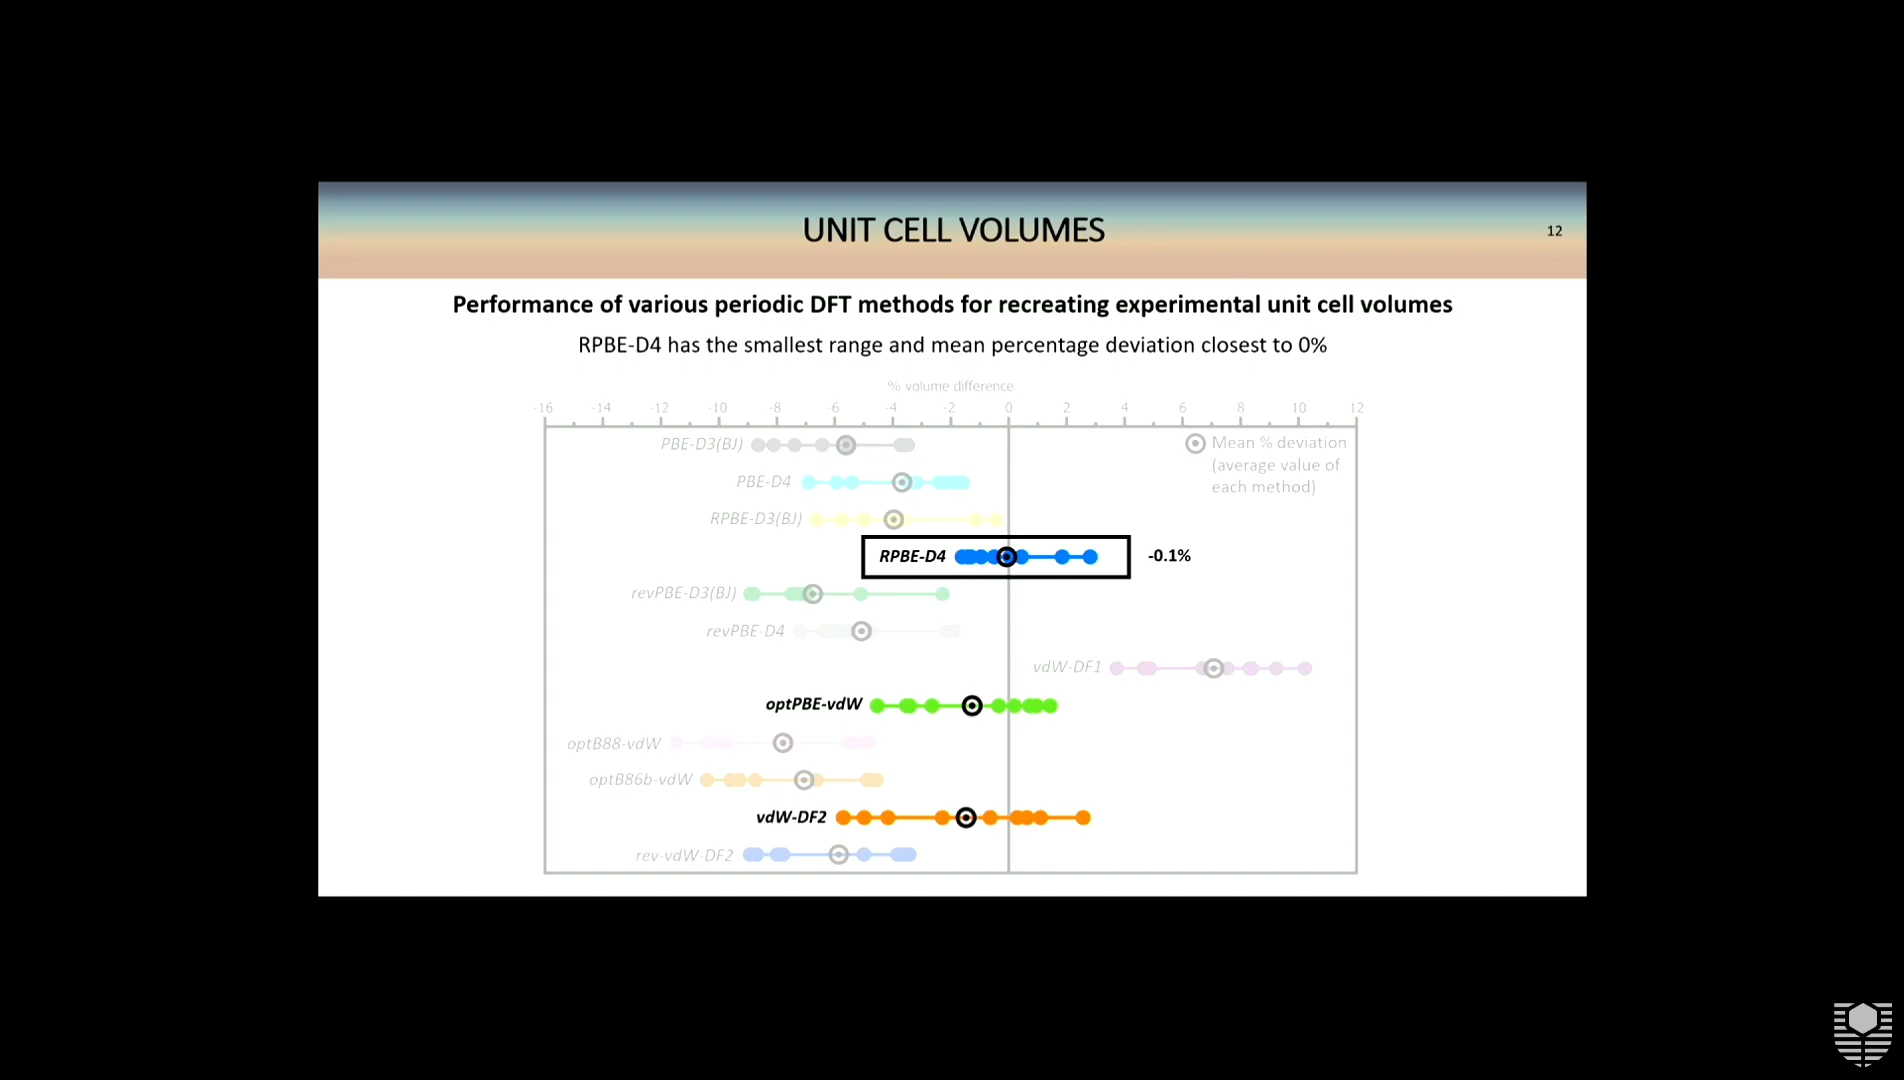 UNIT CELL VOLUMES
12
Performance of various periodic DFT methods for recreating experimental unit cell volumes
RPBE-D4 has the smallest range and mean percentage deviation closest to 0%
% volume difference
-16 -14 -12 -10 -8 -6 -4 -2 0 2 4 6 8 10 12
PBE-D3(BJ)
Mean % deviation
(average value of
each method)
PBE-D4
RPBE-D3(BJ)
RPBE-D4
-0.1%
revPBE-D3(BJ)
revPBE-D4
vdW-DF1
optPBE-vdW
optB88-vdW
optB86b-vdW
vdW-DF2
rev-vdW-DF2